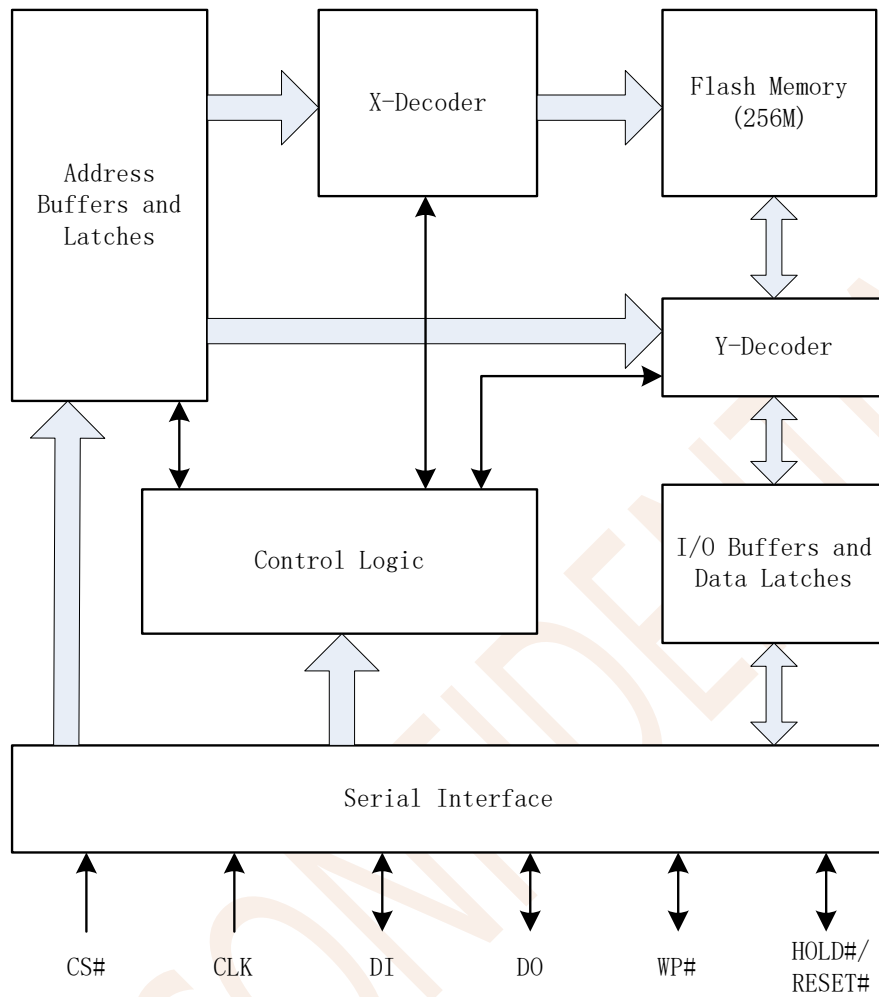 Address
Buffers and
Latches
X-Decoder
Flash Memory
(256M)
Y-Decoder
Control Logic
I/O Buffers and
Data Latches
Serial Interface
CS#
CLK
DI
DO
WP#
HOLD#/
RESET#